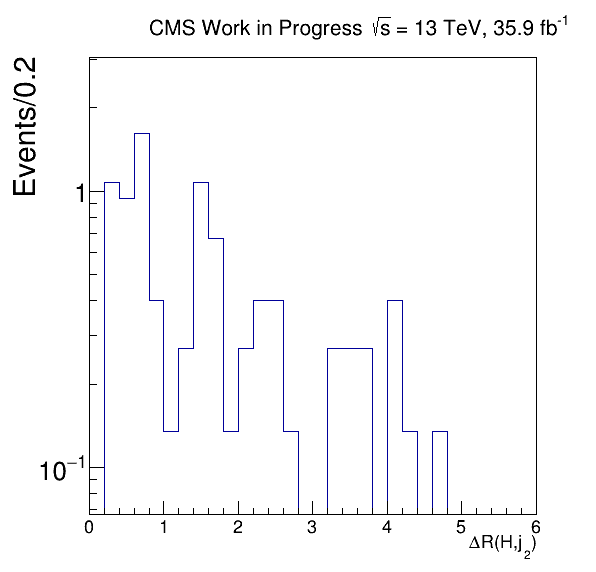 CMS Work in Progress √s = 13 TeV, 35.9 fb⁻¹
Events/0.2
1
10⁻¹
0 1 2 3 4 5 6
ΔR(H,j₂)